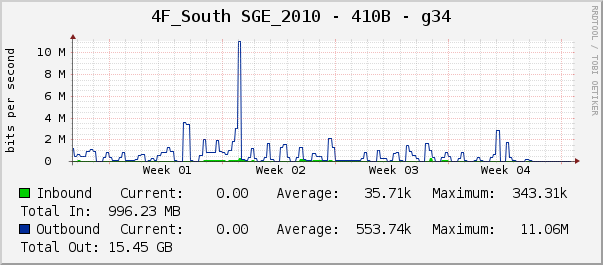 4F_South SGE_2010 - 410B - g34
RRDTOOL / TOBI OETIKER
bits per second
10 M
8 M
6 M
4 M
2 M
0
Week 01 Week 02 Week 03 Week 04
Inbound Current: 0.00 Average: 35.71k Maximum: 343.31k
Total In: 996.23 MB
Outbound Current: 0.00 Average: 553.74k Maximum: 11.06M
Total Out: 15.45 GB